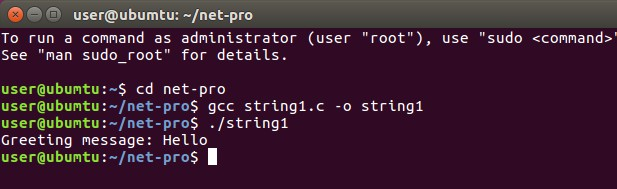 user@ubumtu: ~/net-pro
To run a command as administrator (user "root"), use "sudo <command>"
See "man sudo_root" for details.
user@ubumtu:~$ cd net-pro
user@ubumtu:~/net-pro$ gcc string1.c -o string1
user@ubumtu:~/net-pro$ ./string1
Greeting message: Hello
user@ubumtu:~/net-pro$